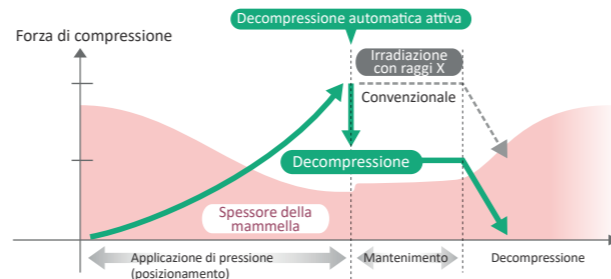 Decompressione automatica attiva
Forza di compressione
Irradiazione
con raggi X
Convenzionale
Decompressione
Spessore della
mammella
Applicazione di pressione
(posizionamento)
Mantenimento
Decompressione